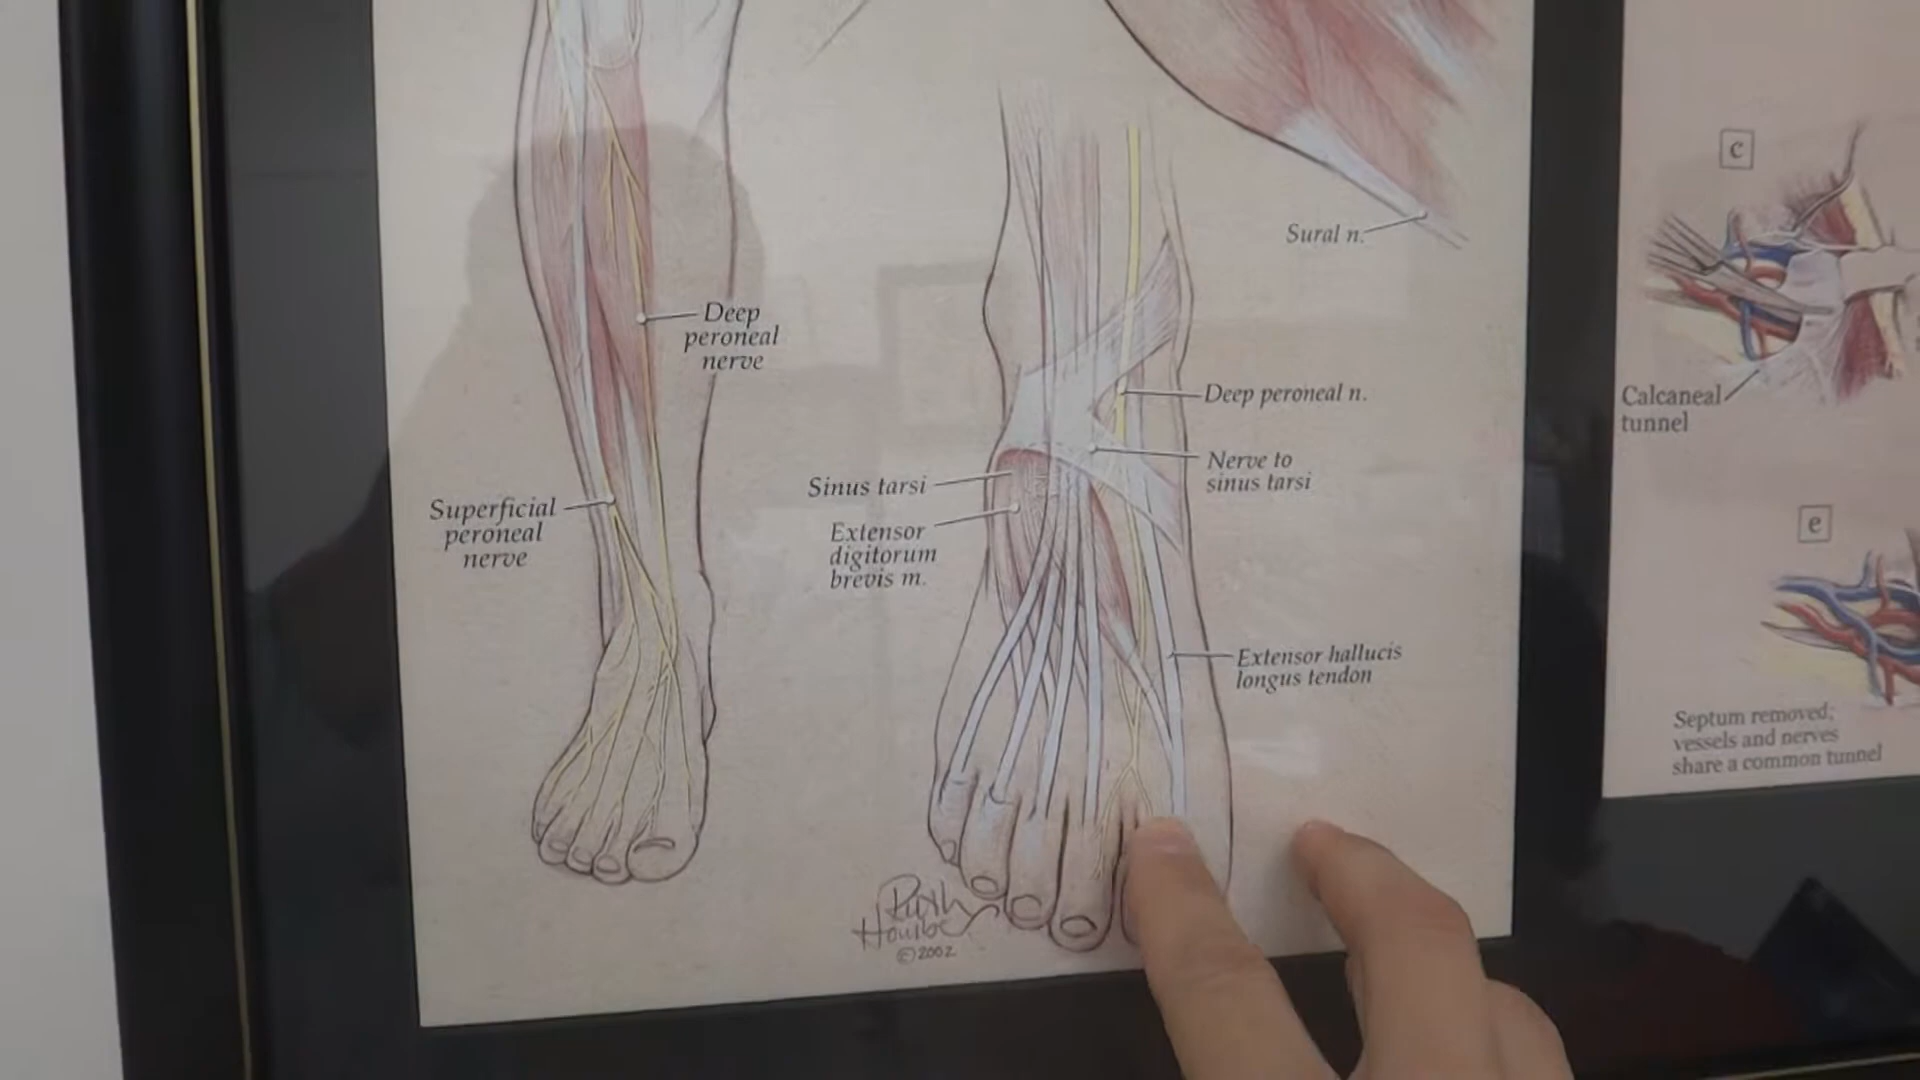 Deep
peroneal
nerve
Superficial
peroneal
nerve
Sural n.
Deep peroneal n.
Nerve to
sinus tarsi
Sinus tarsi
Extensor
digitorum
brevis m.
Extensor hallucis
longus tendon
Ruth
©2002
c
Calcaneal
tunnel
e
Septum removed;
vessels and nerves
share a common tunnel